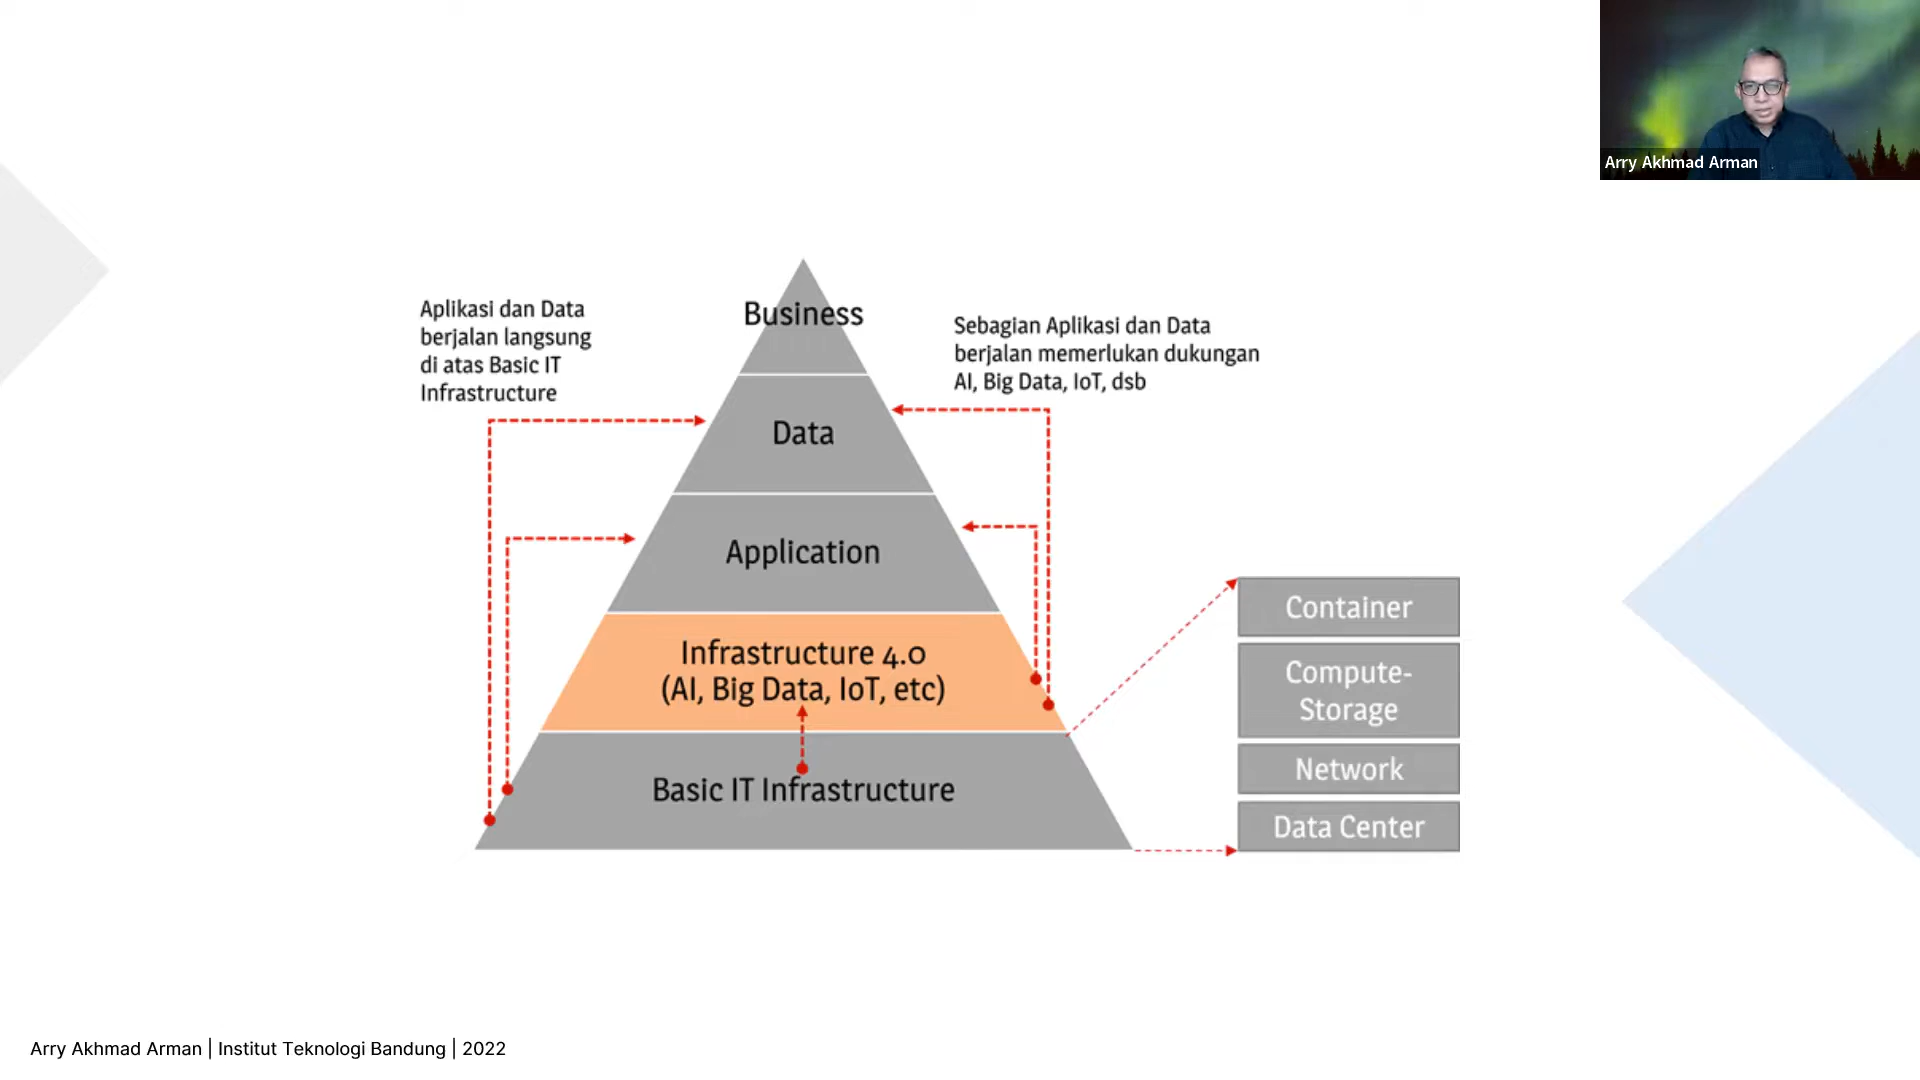 Arry Akhmad Arman
Aplikasi dan Data
berjalan langsung
di atas Basic IT
Infrastructure
Business
Sebagian Aplikasi dan Data
berjalan memerlukan dukungan
AI, Big Data, IoT, dsb
Data
Application
Infrastructure 4.0
(AI, Big Data, IoT, etc)
Basic IT Infrastructure
Container
Compute-
Storage
Network
Data Center
Arry Akhmad Arman | Institut Teknologi Bandung | 2022